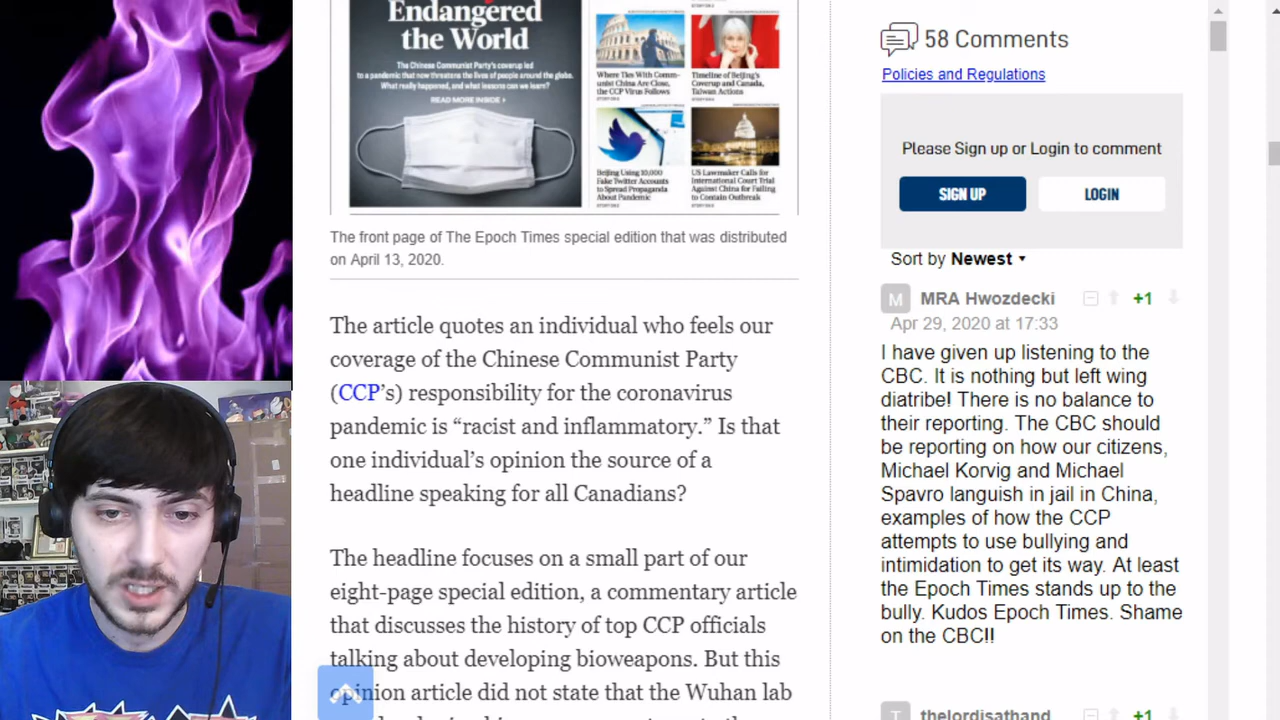 Endangered
the World
The Chinese Communist Party's coverup led
to a pandemic that now threatens the lives of people around the globe.
What really happened, and what lessons can we learn?
READ MORE INSIDE
Where Ties With Comm-
unist China Are Close,
the CCP Virus Follows
Timeline of Beijing's
Coverup and Canada,
Taiwan Actions
Beijing Using 10,000
Fake Twitter Accounts
to Spread Propaganda
About Pandemic
US Lawmaker Calls for
International Court Trial
Against China for Failing
to Contain Outbreak
The front page of The Epoch Times special edition that was distributed
on April 13, 2020.
The article quotes an individual who feels our
coverage of the Chinese Communist Party
(CCP's) responsibility for the coronavirus
pandemic is “racist and inflammatory.” Is that
one individual's opinion the source of a
headline speaking for all Canadians?
The headline focuses on a small part of our
eight-page special edition, a commentary article
that discusses the history of top CCP officials
talking about developing bioweapons. But this
opinion article did not state that the Wuhan lab
58 Comments
Policies and Regulations
Please Sign up or Login to comment
SIGN UP
LOGIN
Sort by Newest
M
MRA Hwozdecki
+1
Apr 29, 2020 at 17:33
I have given up listening to the
CBC. It is nothing but left wing
diatribe! There is no balance to
their reporting. The CBC should
be reporting on how our citizens,
Michael Korvig and Michael
Spavro languish in jail in China,
examples of how the CCP
attempts to use bullying and
intimidation to get its way. At least
the Epoch Times stands up to the
bully. Kudos Epoch Times. Shame
on the CBC!!
T
thelordisathand
+1